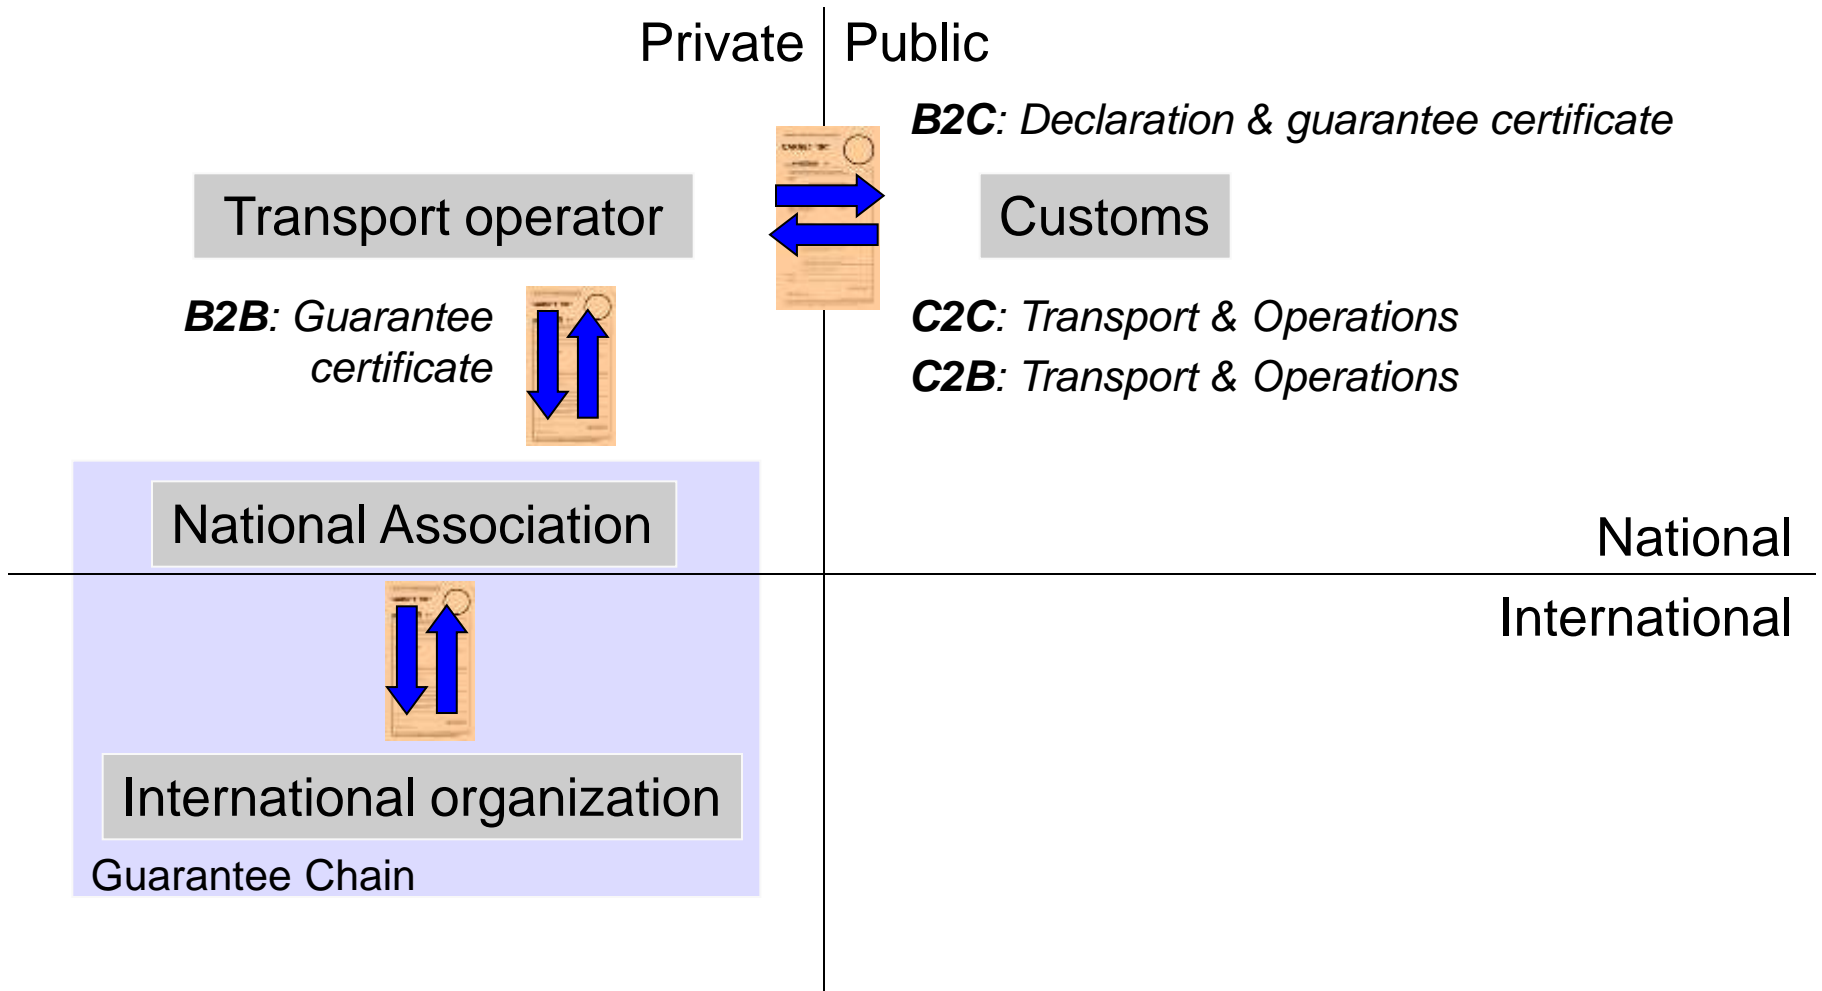 Private
Public
B2C: Declaration & guarantee certificate
Transport operator
Customs
B2B: Guarantee
certificate
C2C: Transport & Operations
C2B: Transport & Operations
National Association
National
International
International organization
Guarantee Chain